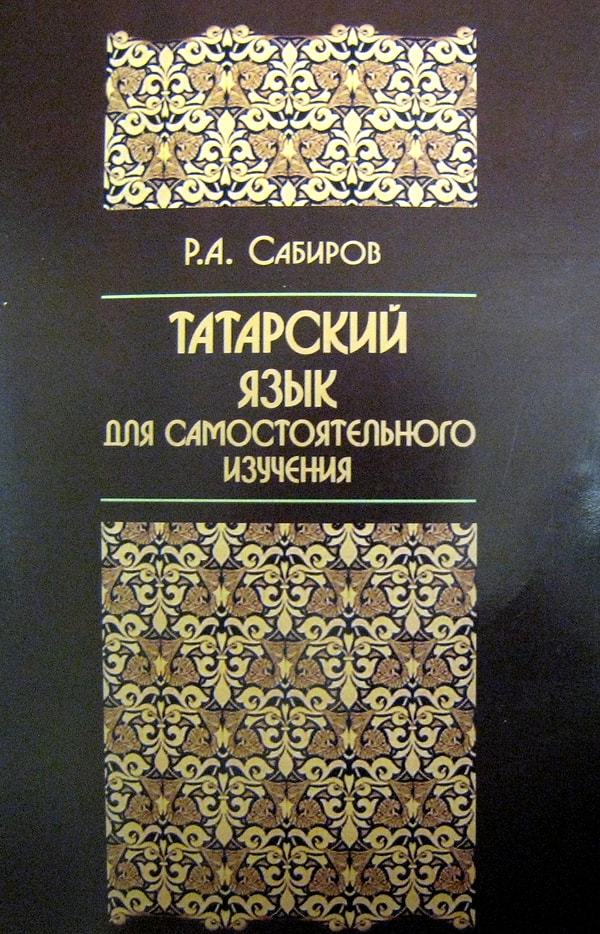 Р.А. Сабиров
ТАТАРСКИЙ
ЯЗЫК
ДЛЯ САМОСТОЯТЕЛЬНОГО
ИЗУЧЕНИЯ